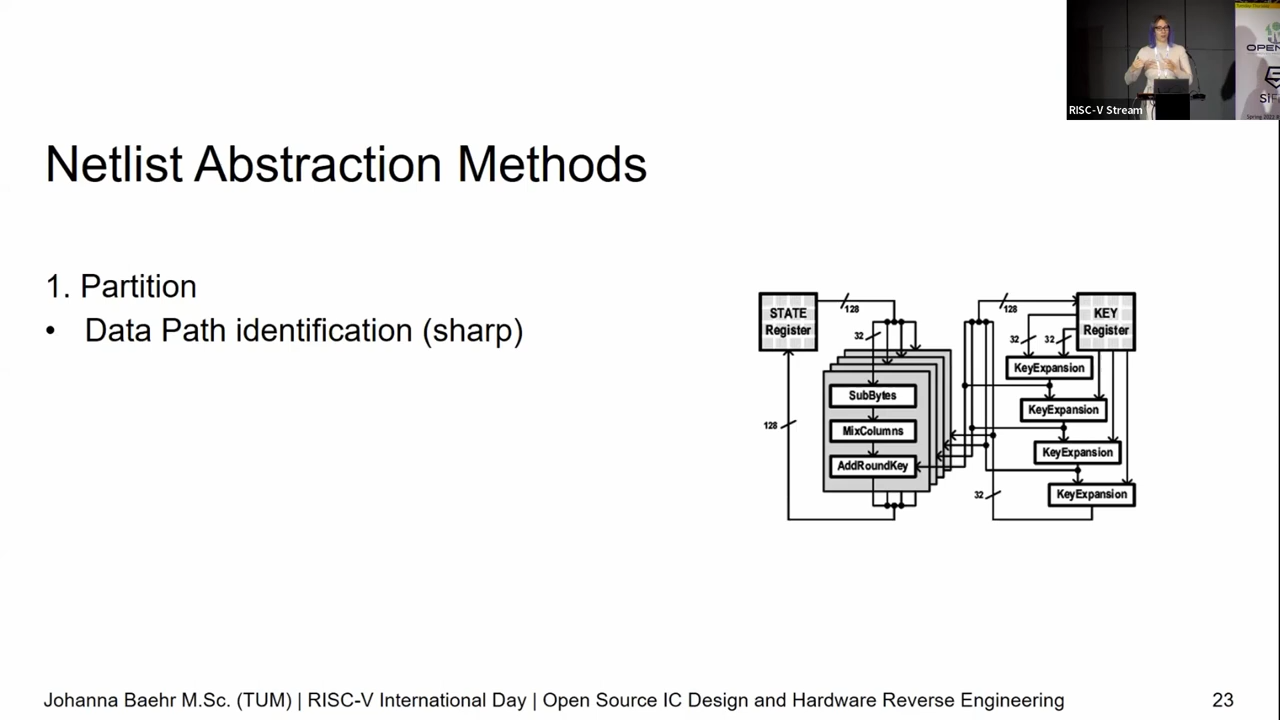 RISC-V Stream
Netlist Abstraction Methods
1. Partition
• Data Path identification (sharp)
STATE
Register
128
32
SubBytes
MixColumns
AddRoundKey
128
128
KEY
Register
32
32
KeyExpansion
KeyExpansion
KeyExpansion
KeyExpansion
32
Johanna Baehr M.Sc. (TUM) | RISC-V International Day | Open Source IC Design and Hardware Reverse Engineering
23